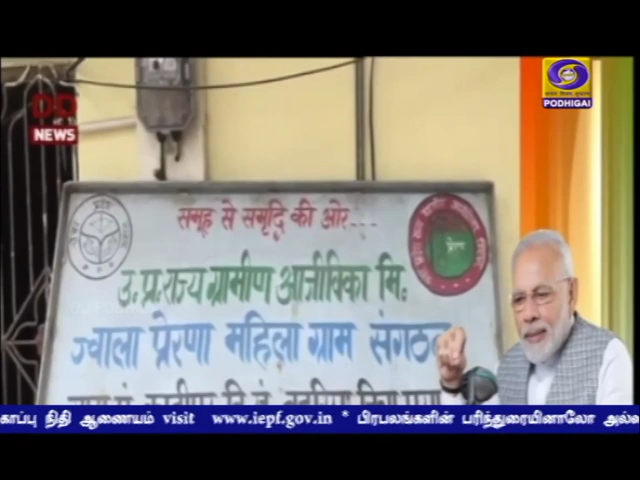 DD
NEWS
PODHIGAI
समूह से समृद्धि की ओर....
उ.प्र.राज्य ग्रामीण आजीविका मि.
ज्वाला प्रेरणा महिला ग्राम संगठन
प्रेरणा
காப்பு நிதி ஆணையம் visit www.iepf.gov.in * பிரபலங்களின் பரிந்துரையினாலோ அல்ல